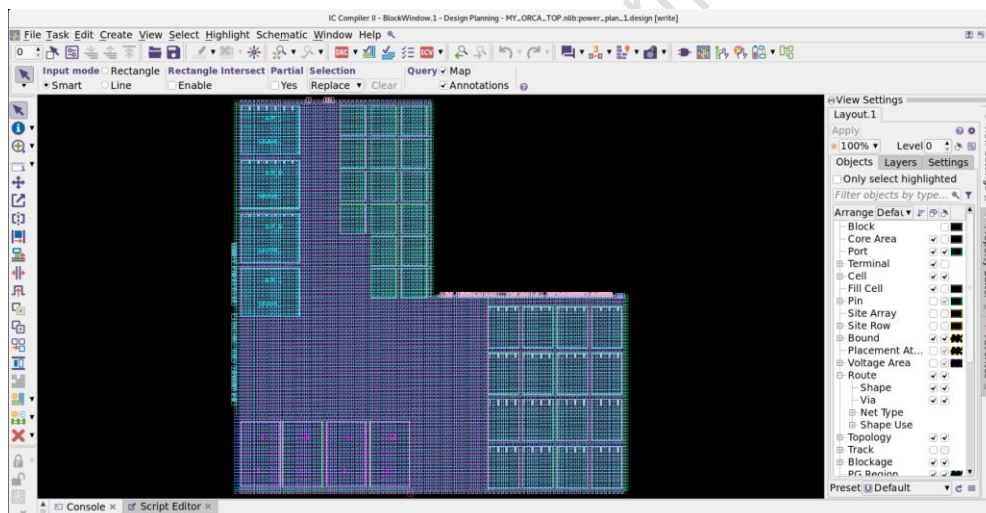 IC Compiler II - BlockWindow.1 - Design Planning - MY_ORCA_TOP.nlib:power_plan_1.design [write]
File Task Edit Create View Select Highlight Schematic Window Help
0 DRC ICV
Input mode Rectangle Rectangle Intersect Partial Selection Query Map
Smart Line Enable Yes Replace Clear Annotations
View Settings
Layout.1
Apply
100% Level 0
Objects Layers Settings
Only select highlighted
Filter objects by type...
Arrange Defau
Block
Core Area
Port
Terminal
Cell
Fill Cell
Pin
Site Array
Site Row
Bound
Placement At...
Voltage Area
Route
Shape
Via
Net Type
Shape Use
Topology
Track
Blockage
PG Region
Preset Default
Console × Script Editor ×